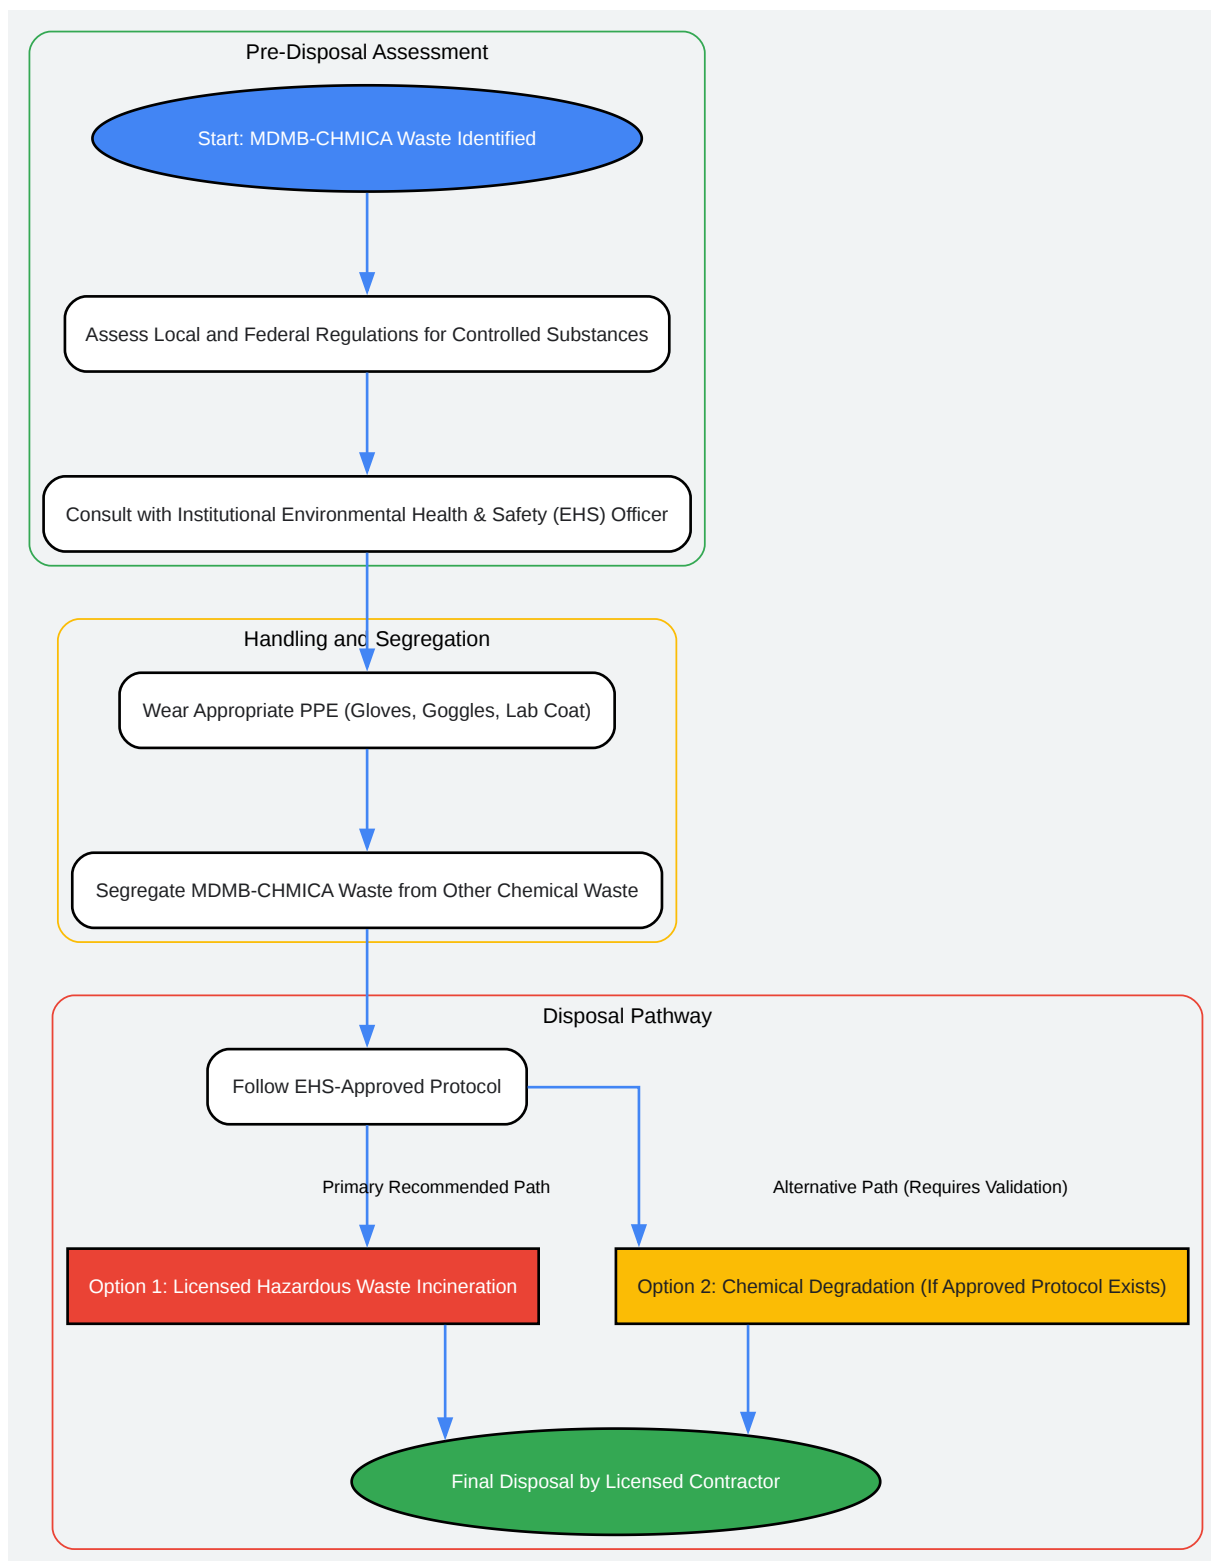 Pre-Disposal Assessment
Start: MDMB-CHMICA Waste Identified
Assess Local and Federal Regulations for Controlled Substances
Consult with Institutional Environmental Health & Safety (EHS) Officer
Handling and Segregation
Wear Appropriate PPE (Gloves, Goggles, Lab Coat)
Segregate MDMB-CHMICA Waste from Other Chemical Waste
Disposal Pathway
Follow EHS-Approved Protocol
Primary Recommended Path
Alternative Path (Requires Validation)
Option 1: Licensed Hazardous Waste Incineration
Option 2: Chemical Degradation (If Approved Protocol Exists)
Final Disposal by Licensed Contractor